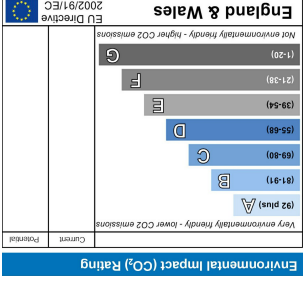 Environmental Impact (CO₂) Rating
Current Potential
Very environmentally friendly - lower CO2 emissions
(92 plus) A
(81-91) B
(69-80) C
(55-68) D
(39-54) E
(21-38) F
(1-20) G
Not environmentally friendly - higher CO2 emissions
England & Wales
EU Directive
2002/91/EC